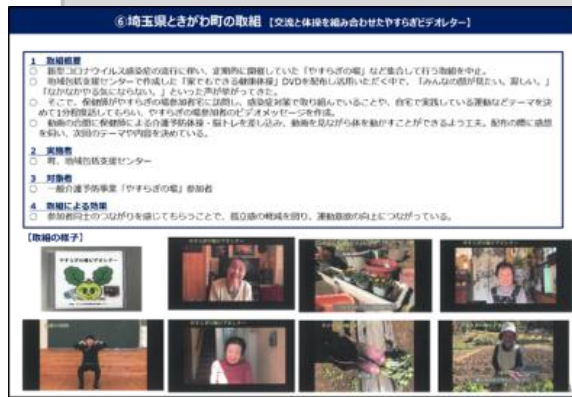 ⑥埼玉県ときがわ町の取組 【交流と体操を組み合わせたやすらぎビデオレター】
1 取組概要
○ 新型コロナウイルス感染症の流行に伴い、定期的に開催していた「やすらぎの場」など集合して行う取組を中止。
○ 地域包括支援センターで作成した「家でもできる健康体操」DVDを配布し活用いただく中で、「みんなの顔が見たい。寂しい。」
「なかなかやる気にならない。」といった声が挙がってきた。
○ そこで、保健師がやすらぎの場参加者宅に訪問し、感染症対策で取り組んでいることや、自宅で実践している運動などテーマを決
めて1分程度話してもらい、やすらぎの場参加者のビデオメッセージを作成。
○ 動画の合間に保健師による介護予防体操・脳トレを差し込み、動画を見ながら体を動かすことができるよう工夫。配布の際に感想
を伺い、次回のテーマや内容を決めている。
2 実施者
○ 町、地域包括支援センター
3 対象者
○ 一般介護予防事業「やすらぎの場」参加者
4 取組による効果
○ 参加者同士のつながりを感じてもらうことで、孤立感の軽減を図り、運動意欲の向上につながっている。
【取組の様子】
やすらぎの場ビデオレター